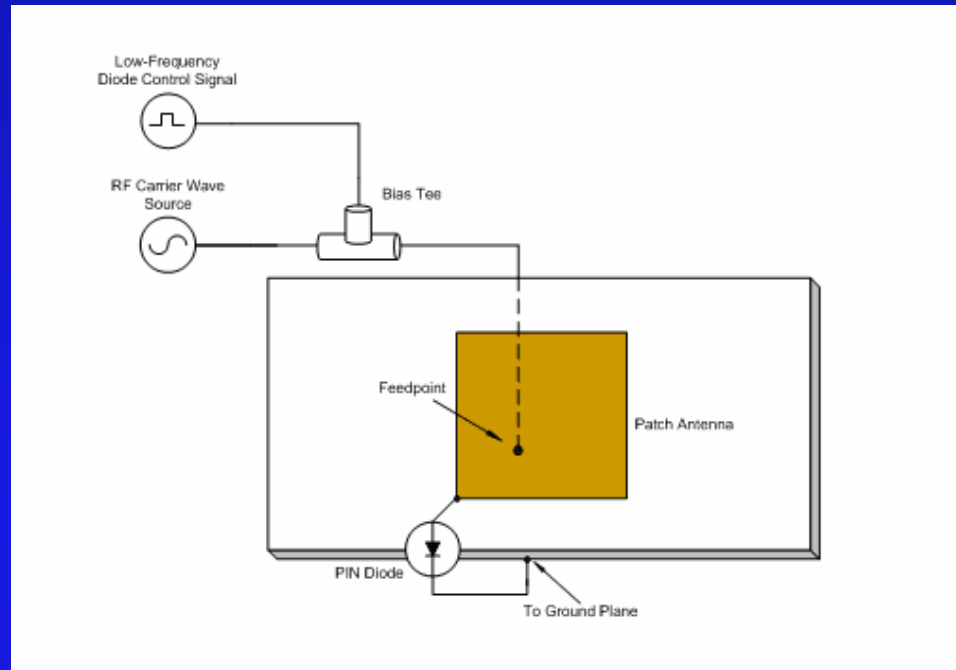 Low-Frequency
Diode Control Signal
RF Carrier Wave
Source
Bias Tee
Feedpoint
Patch Antenna
PIN Diode
To Ground Plane